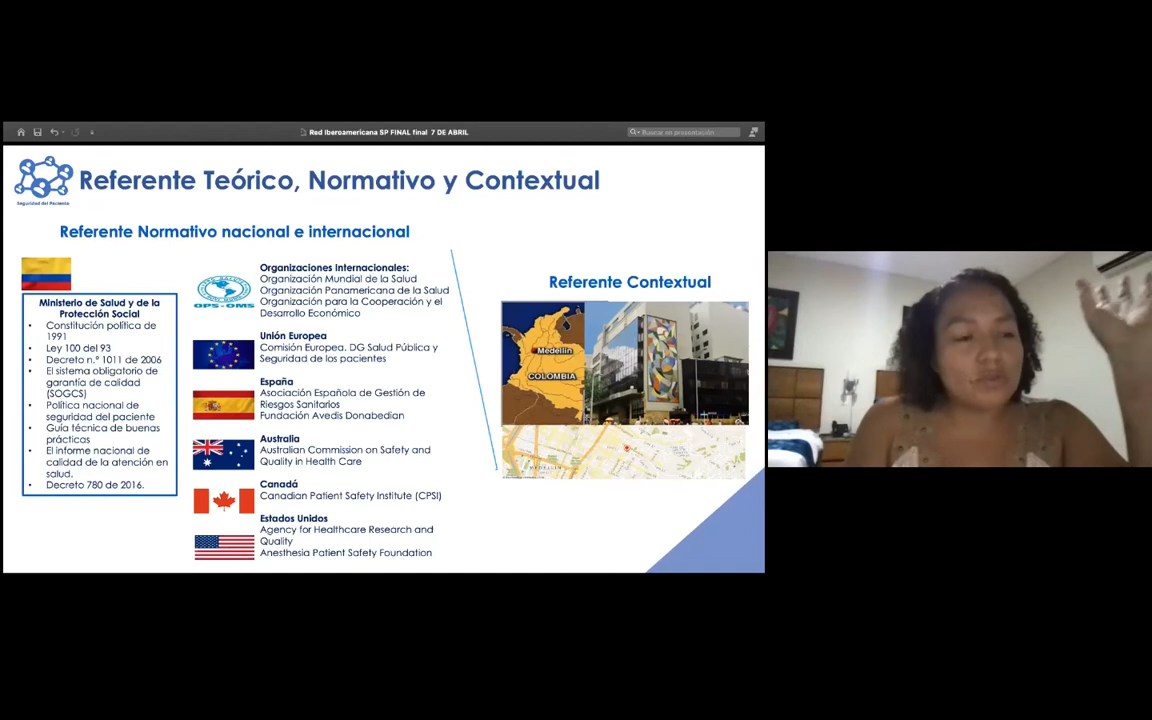 Red Iberoamericana SP FINAL final 7 DE ABRIL
Buscar en presentación
Seguridad del Paciente
Referente Teórico, Normativo y Contextual
Referente Normativo nacional e internacional
Ministerio de Salud y de la
Protección Social
• Constitución política de
1991
• Ley 100 del 93
• Decreto n.º 1011 de 2006
• El sistema obligatorio de
garantía de calidad
(SOGCS)
• Política nacional de
seguridad del paciente
• Guía técnica de buenas
prácticas
• El informe nacional de
calidad de la atención en
salud.
• Decreto 780 de 2016.
OPS-OMS
Organizaciones Internacionales:
Organización Mundial de la Salud
Organización Panamericana de la Salud
Organización para la Cooperación y el
Desarrollo Económico
Unión Europea
Comisión Europea. DG Salud Pública y
Seguridad de los pacientes
España
Asociación Española de Gestión de
Riesgos Sanitarios
Fundación Avedis Donabedian
Australia
Australian Commission on Safety and
Quality in Health Care
Canadá
Canadian Patient Safety Institute (CPSI)
Estados Unidos
Agency for Healthcare Research and
Quality
Anesthesia Patient Safety Foundation
Referente Contextual
Medellín
COLOMBIA